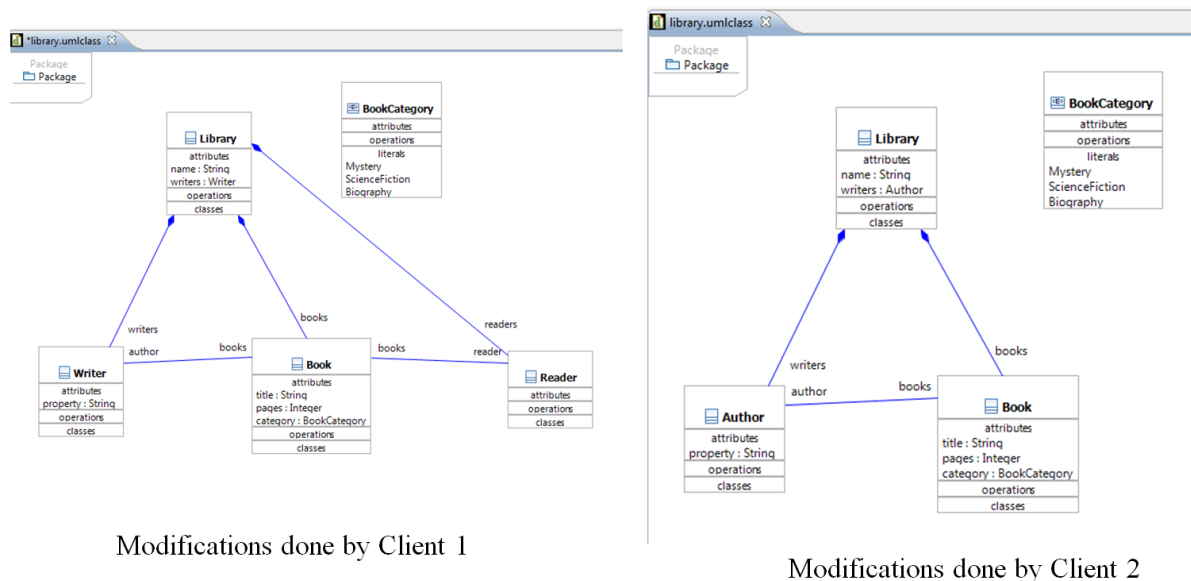 *library.umlclass
Package
Package
BookCategory
attributes
operations
literals
Mystery
ScienceFiction
Biography
Library
attributes
name : String
writers : Writer
operations
classes
writers
books
readers
author
books
books
reader
Writer
attributes
property : String
operations
classes
Book
attributes
title : String
pages : Integer
category : BookCategory
operations
classes
Reader
attributes
operations
classes
Modifications done by Client 1
library.umlclass
Package
Package
BookCategory
attributes
operations
literals
Mystery
ScienceFiction
Biography
Library
attributes
name : String
writers : Author
operations
classes
writers
books
author
books
Author
attributes
property : String
operations
classes
Book
attributes
title : String
pages : Integer
category : BookCategory
operations
classes
Modifications done by Client 2